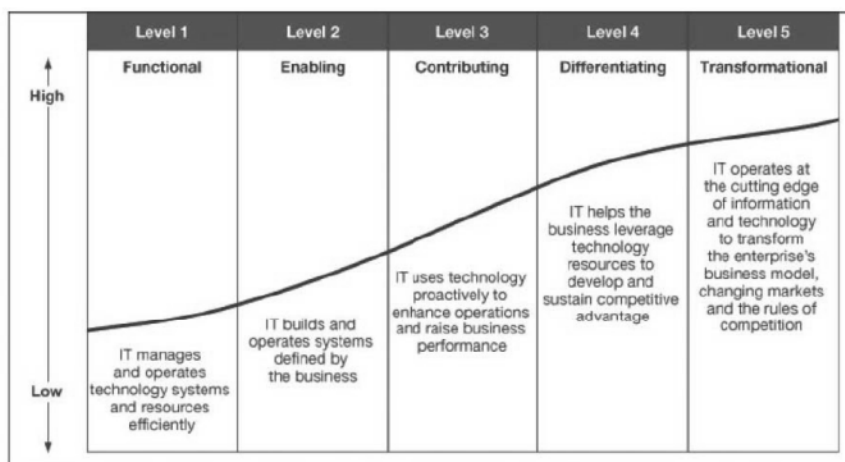 Level 1
Level 2
Level 3
Level 4
Level 5
Functional
Enabling
Contributing
Differentiating
Transformational
High
Low
IT manages
and operates
technology systems
and resources
efficiently
IT builds and
operates systems
defined by
the business
IT uses technology
proactively to
enhance operations
and raise business
performance
IT helps the
business leverage
technology
resources to
develop and
sustain competitive
advantage
IT operates at
the cutting edge
of information
and technology
to transform
the enterprise's
business model,
changing markets
and the rules of
competition